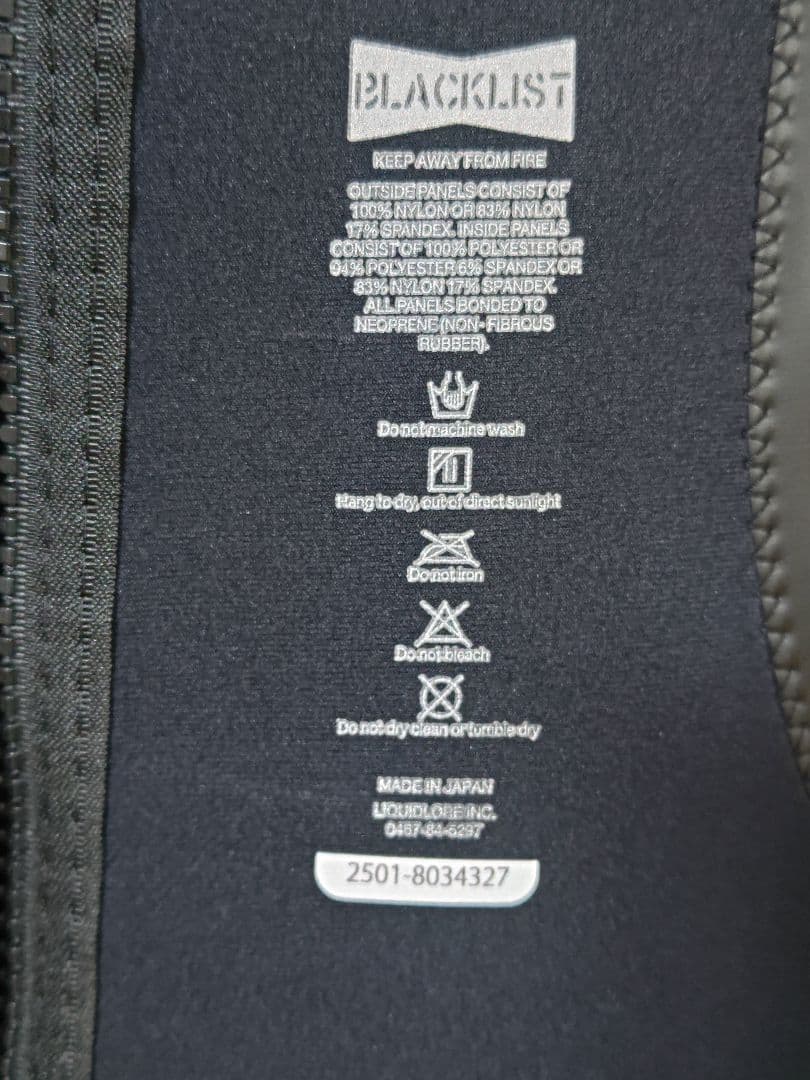 BLACKLIST
KEEP AWAY FROM FIRE
OUTSIDE PANELS CONSIST OF
100% NYLON OR 83% NYLON
17% SPANDEX. INSIDE PANELS
CONSIST OF 100% POLYESTER OR
94% POLYESTER 6% SPANDEX OR
83% NYLON 17% SPANDEX.
ALL PANELS BONDED TO
NEOPRENE (NON-FIBROUS
RUBBER).
Do not machine wash
Hang to dry, out of direct sunlight
Do not iron
Do not bleach
Do not dry clean or tumble dry
MADE IN JAPAN
LIQUIDLORE INC.
0467-84-5297
2501-8034327